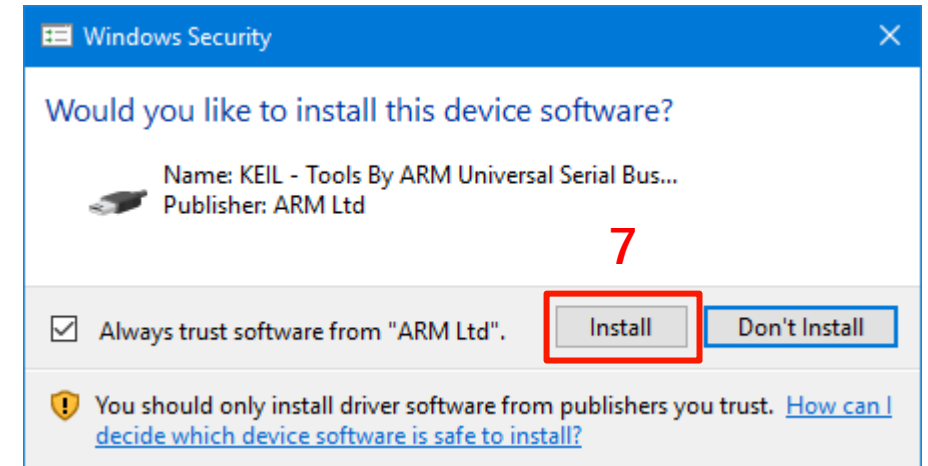 Windows Security
Would you like to install this device software?
Name: KEIL - Tools By ARM Universal Serial Bus...
Publisher: ARM Ltd
7
Always trust software from "ARM Ltd".
Install
Don't Install
You should only install driver software from publishers you trust. How can I
decide which device software is safe to install?